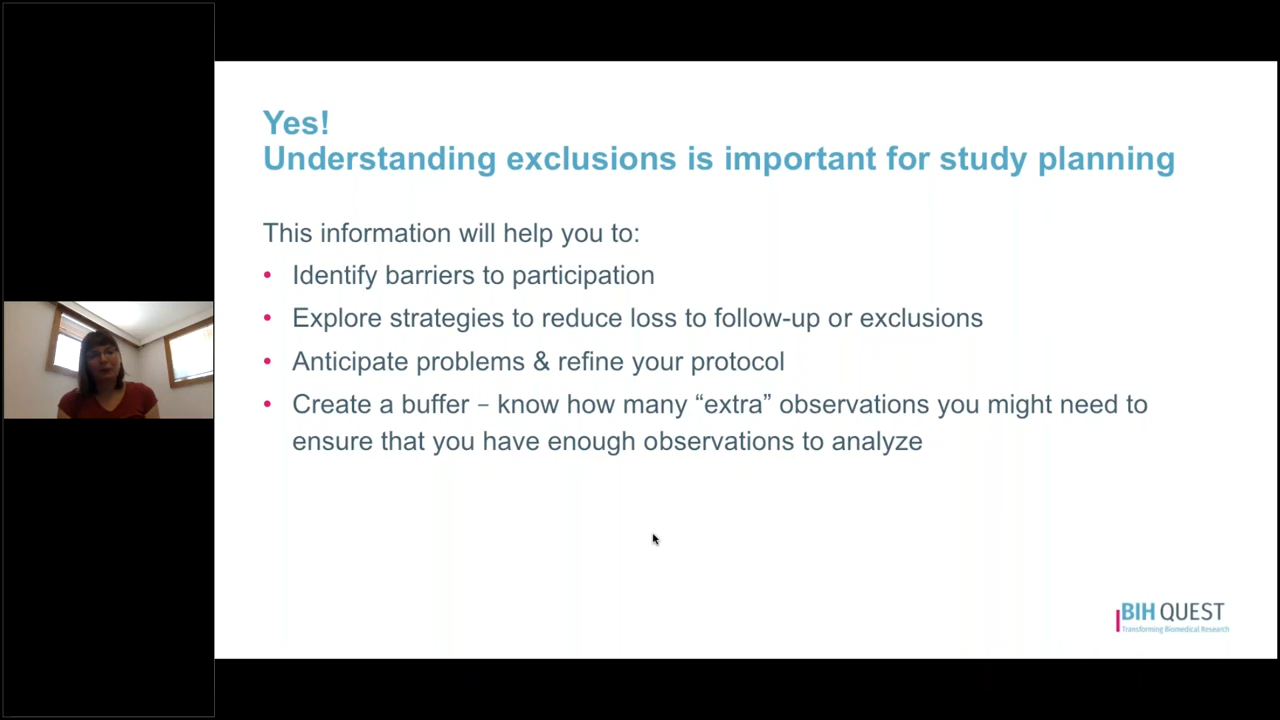 Yes!
Understanding exclusions is important for study planning
This information will help you to:
• Identify barriers to participation
• Explore strategies to reduce loss to follow-up or exclusions
• Anticipate problems & refine your protocol
• Create a buffer – know how many “extra” observations you might need to
ensure that you have enough observations to analyze
BIH QUEST
Transforming Biomedical Research